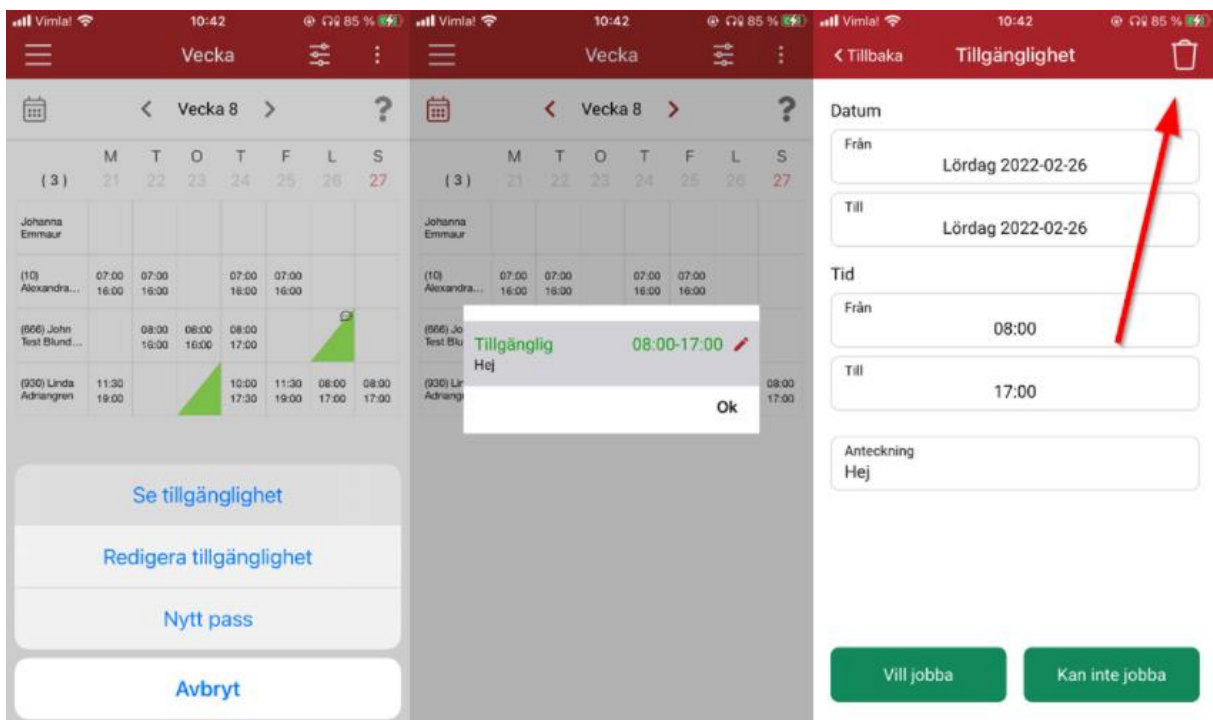 Vimla! 10:42 85 %
Vecka
Vecka 8 ?
M T O T F L S
(3) 21 22 23 24 25 26 27
Johanna
Emmaur
(10) 07:00 07:00 07:00 07:00
Alexandra... 16:00 16:00 16:00 16:00
(666) John 08:00 08:00 08:00
Test Blund... 16:00 16:00 17:00
(930) Linda 11:30 10:00 11:30 08:00 08:00
Adriangren 19:00 17:30 19:00 17:00 17:00
Se tillgänglighet
Redigera tillgänglighet
Nytt pass
Avbryt
Vimla! 10:42 85 %
Vecka
Vecka 8 ?
M T O T F L S
(3) 21 22 23 24 25 26 27
Johanna
Emmaur
(10) 07:00 07:00 07:00 07:00
Alexandra... 16:00 16:00 16:00 16:00
(666) Jo
Test Blu
(930) Lin 08:00
Adriang 17:00
Tillgänglig 08:00-17:00
Hej
Ok
Vimla! 10:42 85 %
Tillbaka Tillgänglighet
Datum
Från
Lördag 2022-02-26
Till
Lördag 2022-02-26
Tid
Från
08:00
Till
17:00
Anteckning
Hej
Vill jobba Kan inte jobba